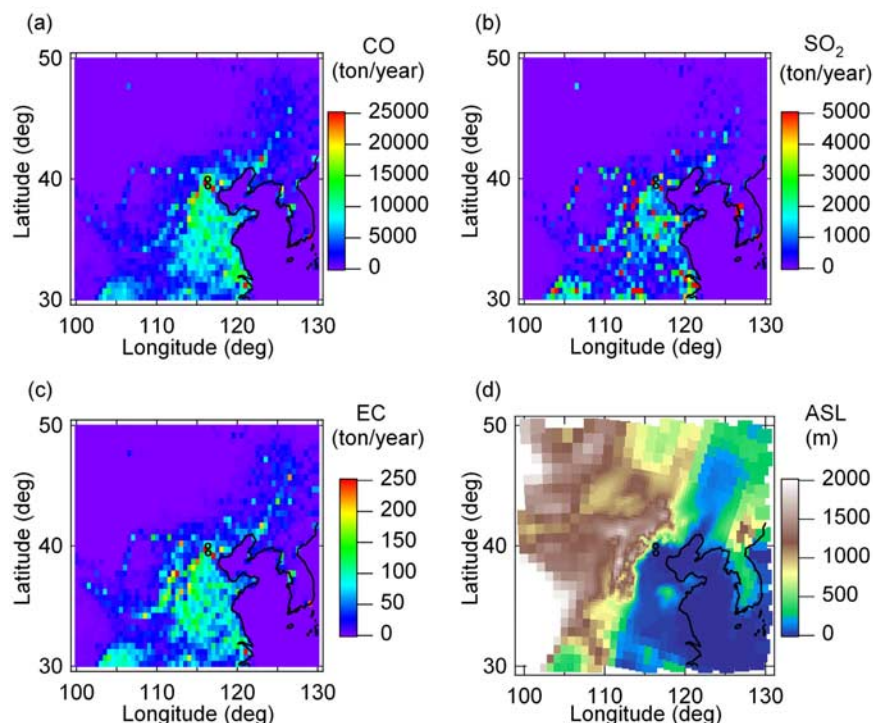 (a)
CO
(ton/year)
50
40
30
Latitude (deg)
100 110 120 130
Longitude (deg)
25000
20000
15000
10000
5000
0
(b)
SO2
(ton/year)
50
40
30
Latitude (deg)
100 110 120 130
Longitude (deg)
5000
4000
3000
2000
1000
0
(c)
EC
(ton/year)
50
40
30
Latitude (deg)
100 110 120 130
Longitude (deg)
250
200
150
100
50
0
(d)
ASL
(m)
50
40
30
Latitude (deg)
100 110 120 130
Longitude (deg)
2000
1500
1000
500
0